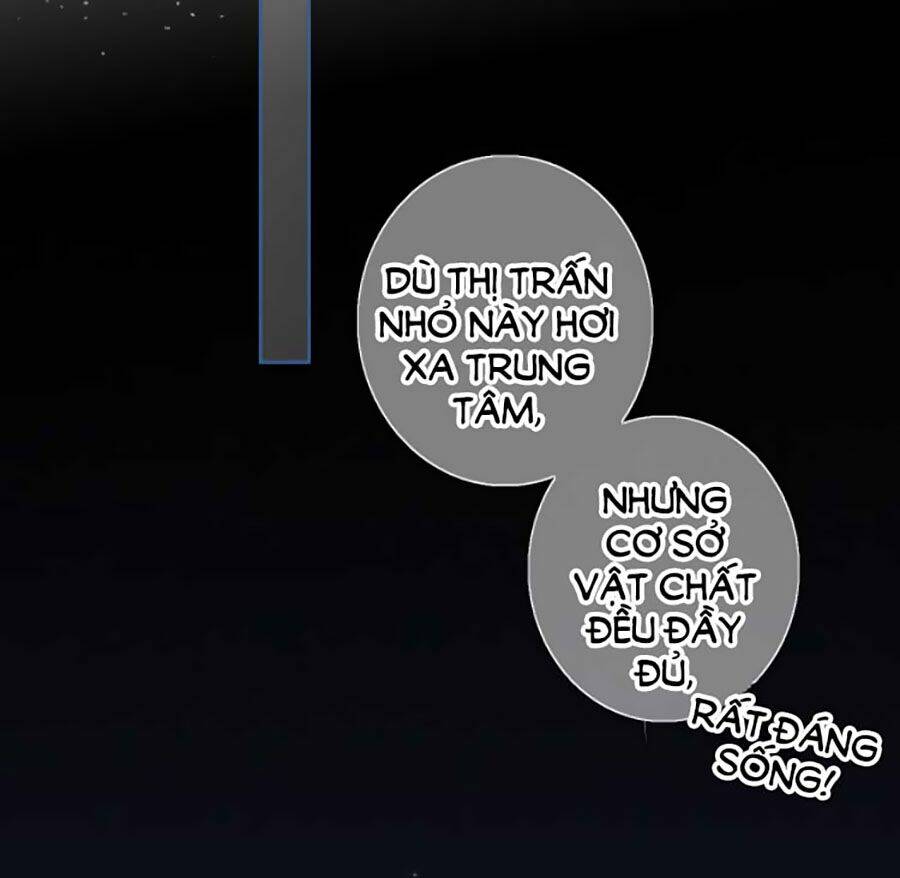 DÙ THỊ TRẤN
NHỎ NÀY HƠI
XA TRUNG
TÂM,
NHƯNG
CƠ SỞ
VẬT CHẤT
ĐỀU ĐẦY
ĐỦ,
RẤT ĐÁNG
SỐNG!